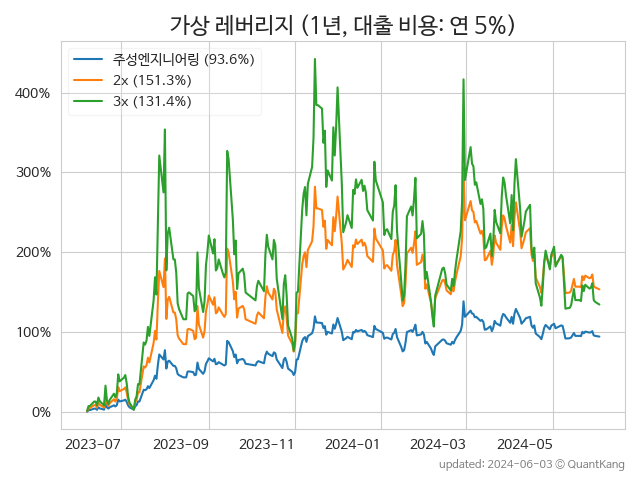 가상 레버리지 (1년, 대출 비용: 연 5%)
주성엔지니어링 (93.6%)
2x (151.3%)
3x (131.4%)
400%
300%
200%
100%
0%
2023-07 2023-09 2023-11 2024-01 2024-03 2024-05
updated: 2024-06-03 © QuantKang